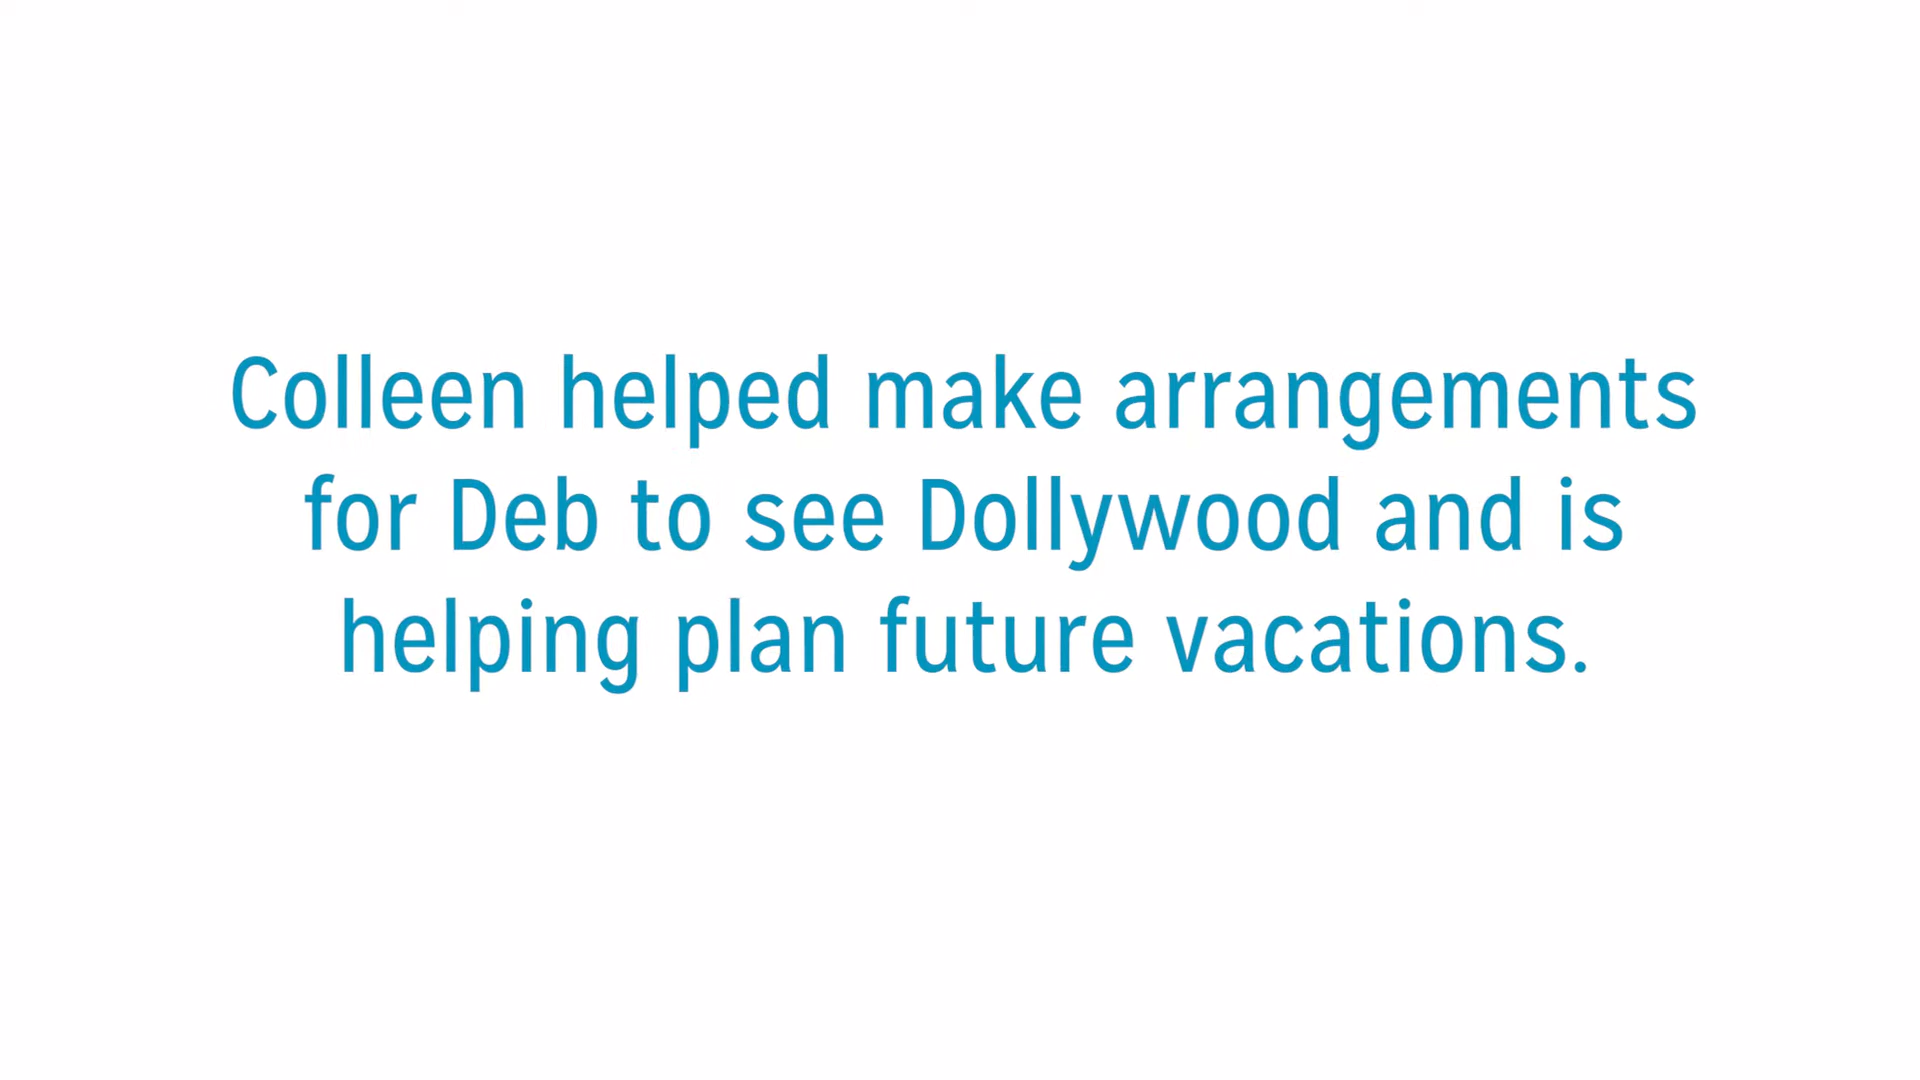 Colleen helped make arrangements
for Deb to see Dollywood and is
helping plan future vacations.